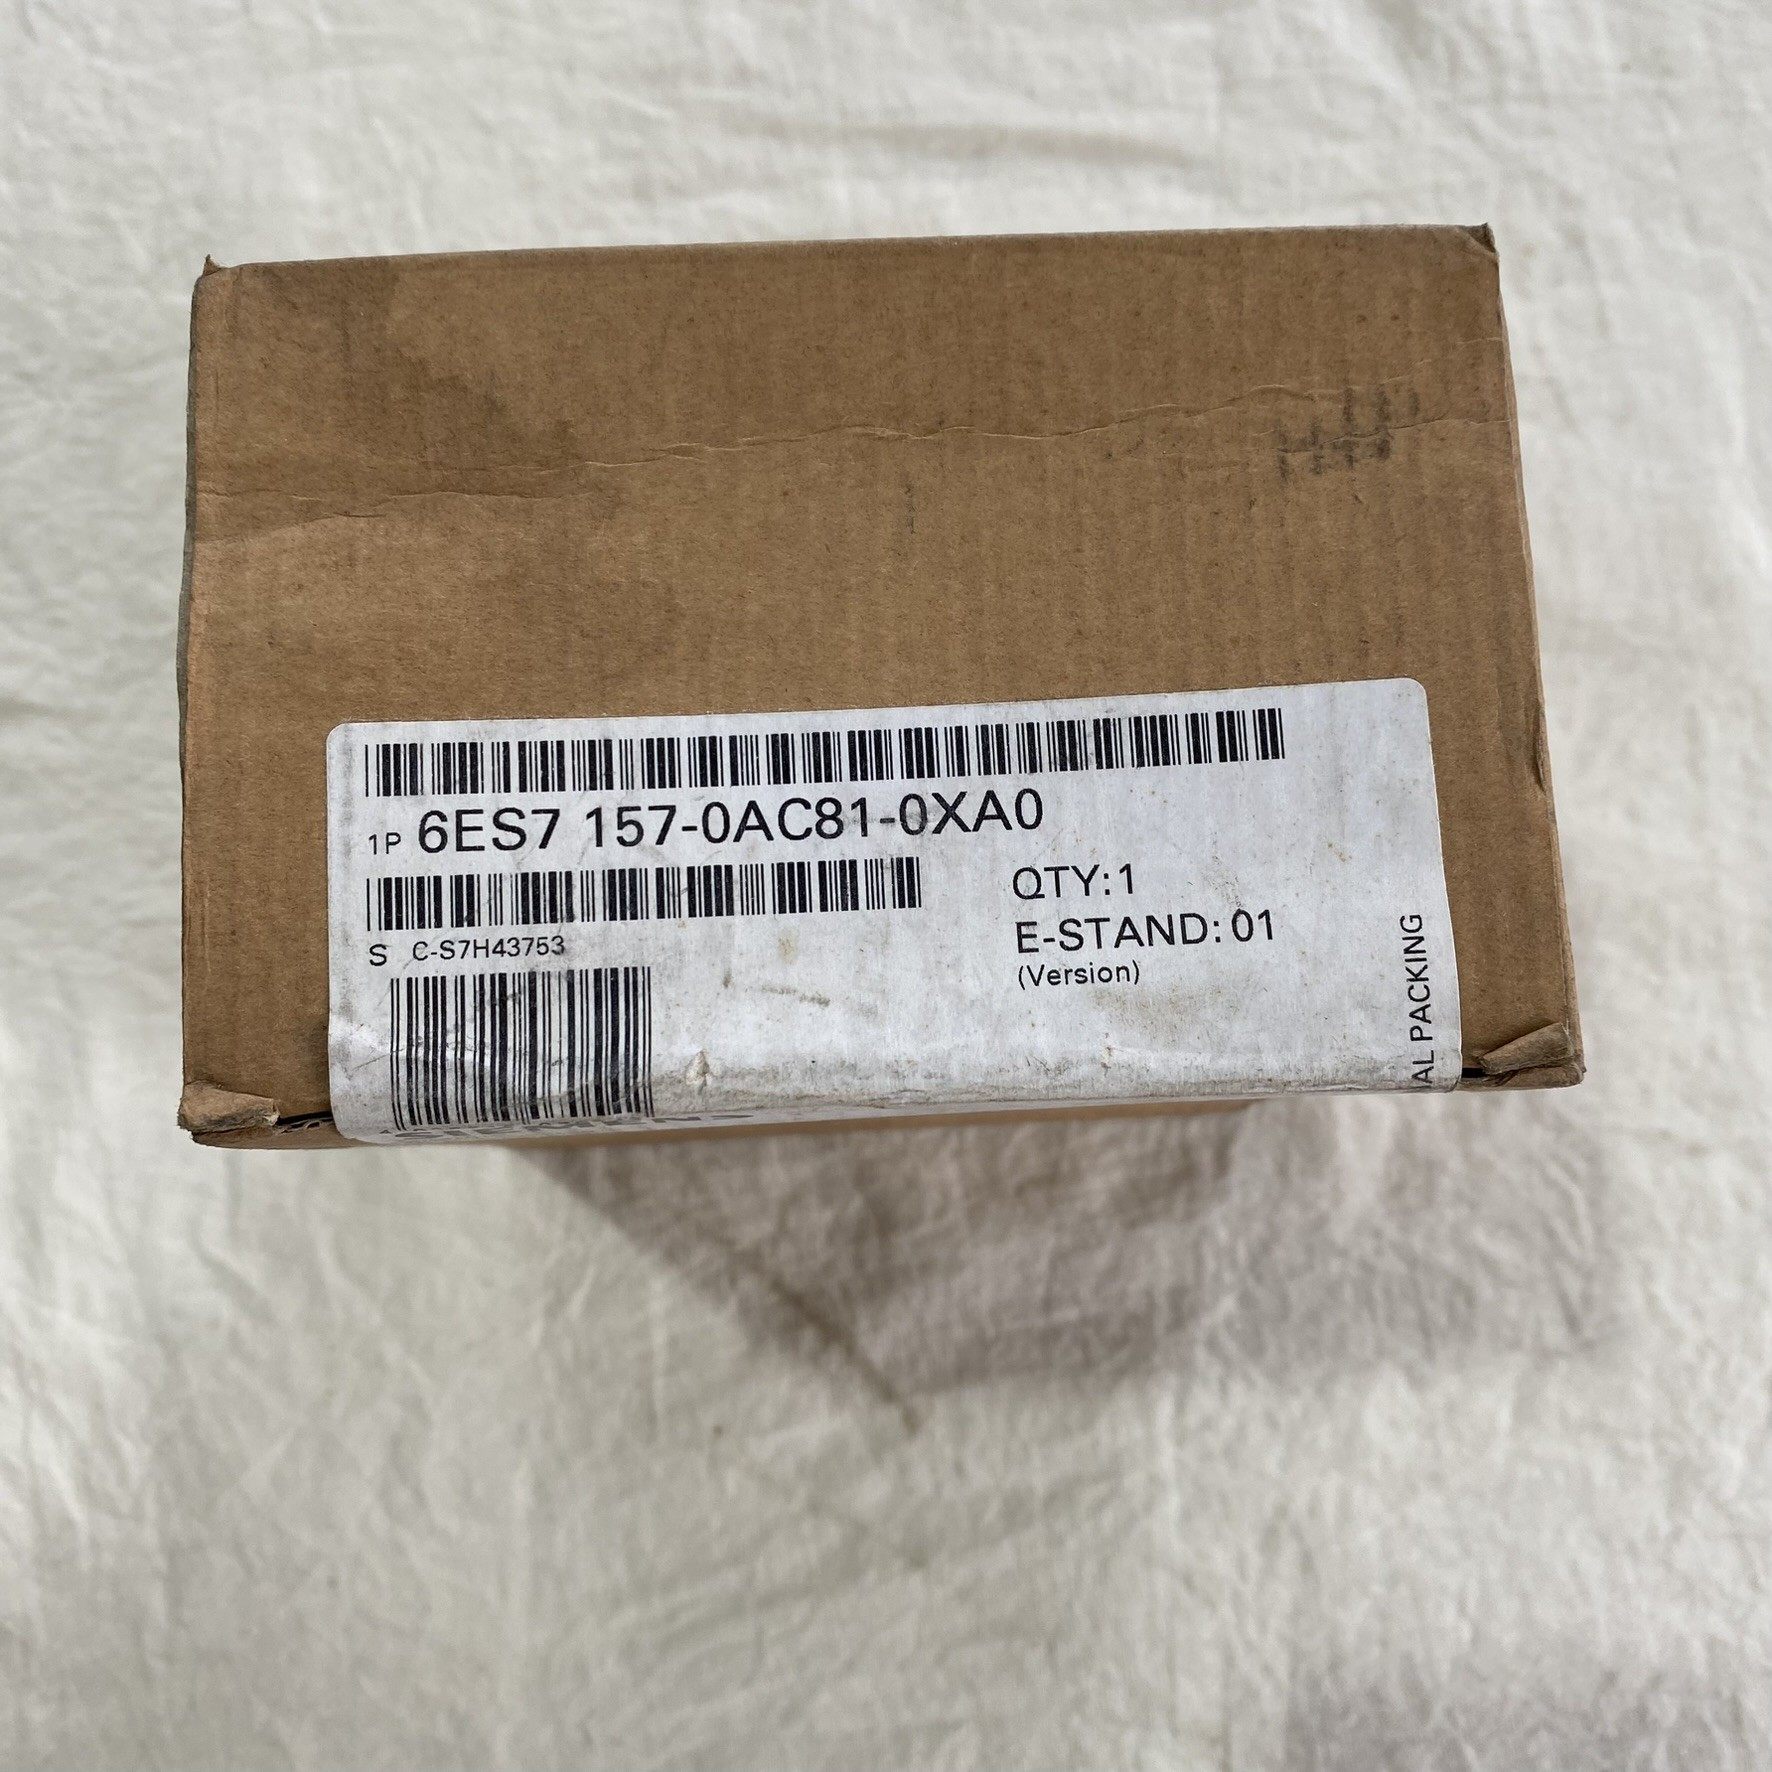 1P 6ES7 157-0AC81-0XA0
S C-S7H43753
QTY:1
E-STAND: 01
(Version)
AL PACKING